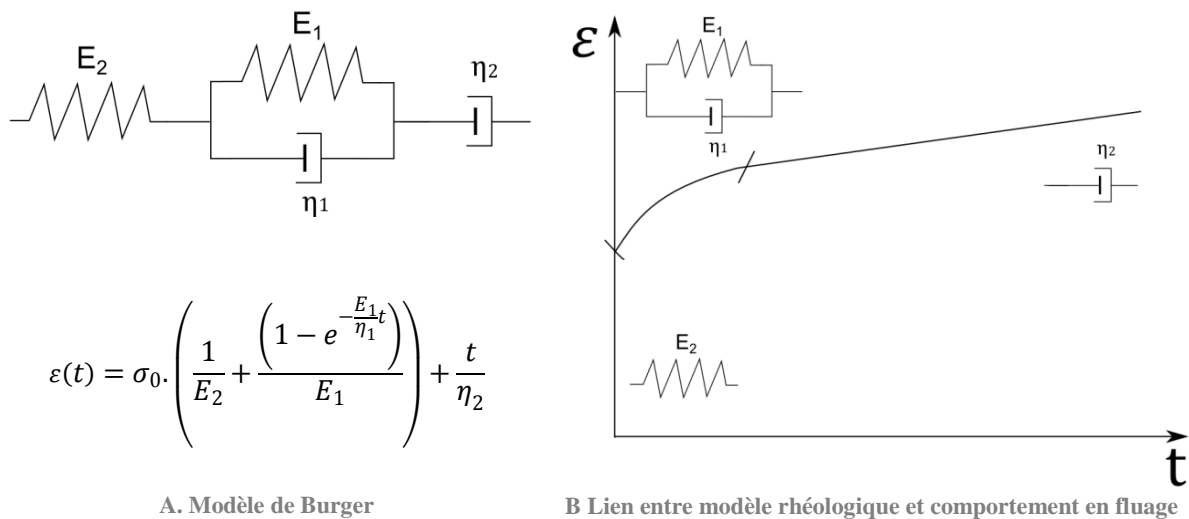 E₂
E₁
η₁
η₂
ε(t) = σ₀.(1/E₂ + (1 − e^(−(E₁/η₁)t))/E₁) + t/η₂
A. Modèle de Burger
ε
E₁
η₁
η₂
E₂
t
B Lien entre modèle rhéologique et comportement en fluage